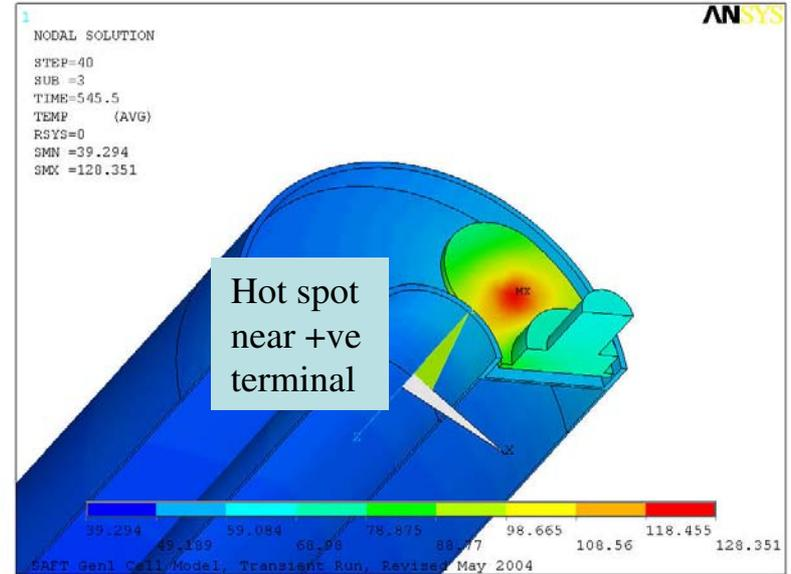 1
ANSYS
NODAL SOLUTION
STEP=40
SUB =3
TIME=545.5
TEMP (AVG)
RSYS=0
SMN =39.294
SMX =128.351
MX
Hot spot
near +ve
terminal
Z
X
39.294 59.084 78.875 98.665 118.455
49.189 68.98 88.77 108.56 128.351
SAFT Gen1 Cell Model, Transient Run, Revised May 2004